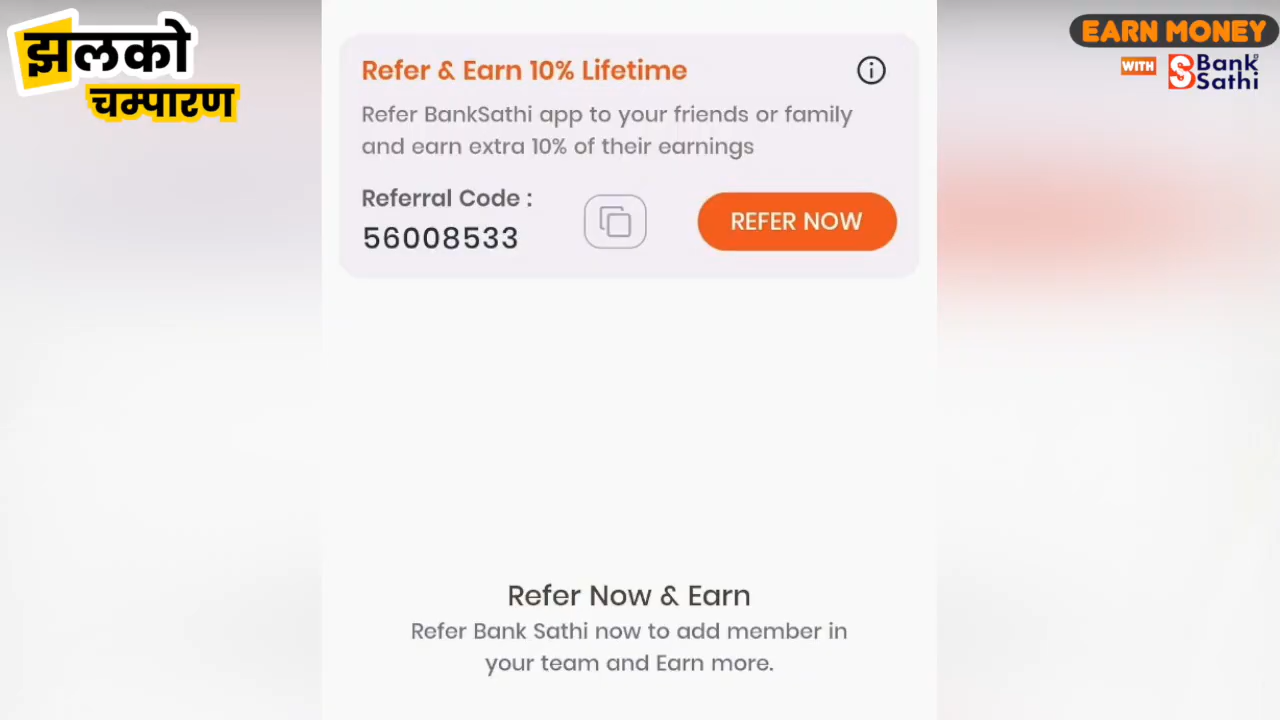 झलको
चम्पारण
EARN MONEY
WITH Bank Sathi
Refer & Earn 10% Lifetime
Refer BankSathi app to your friends or family
and earn extra 10% of their earnings
Referral Code :
56008533
REFER NOW
Refer Now & Earn
Refer Bank Sathi now to add member in
your team and Earn more.